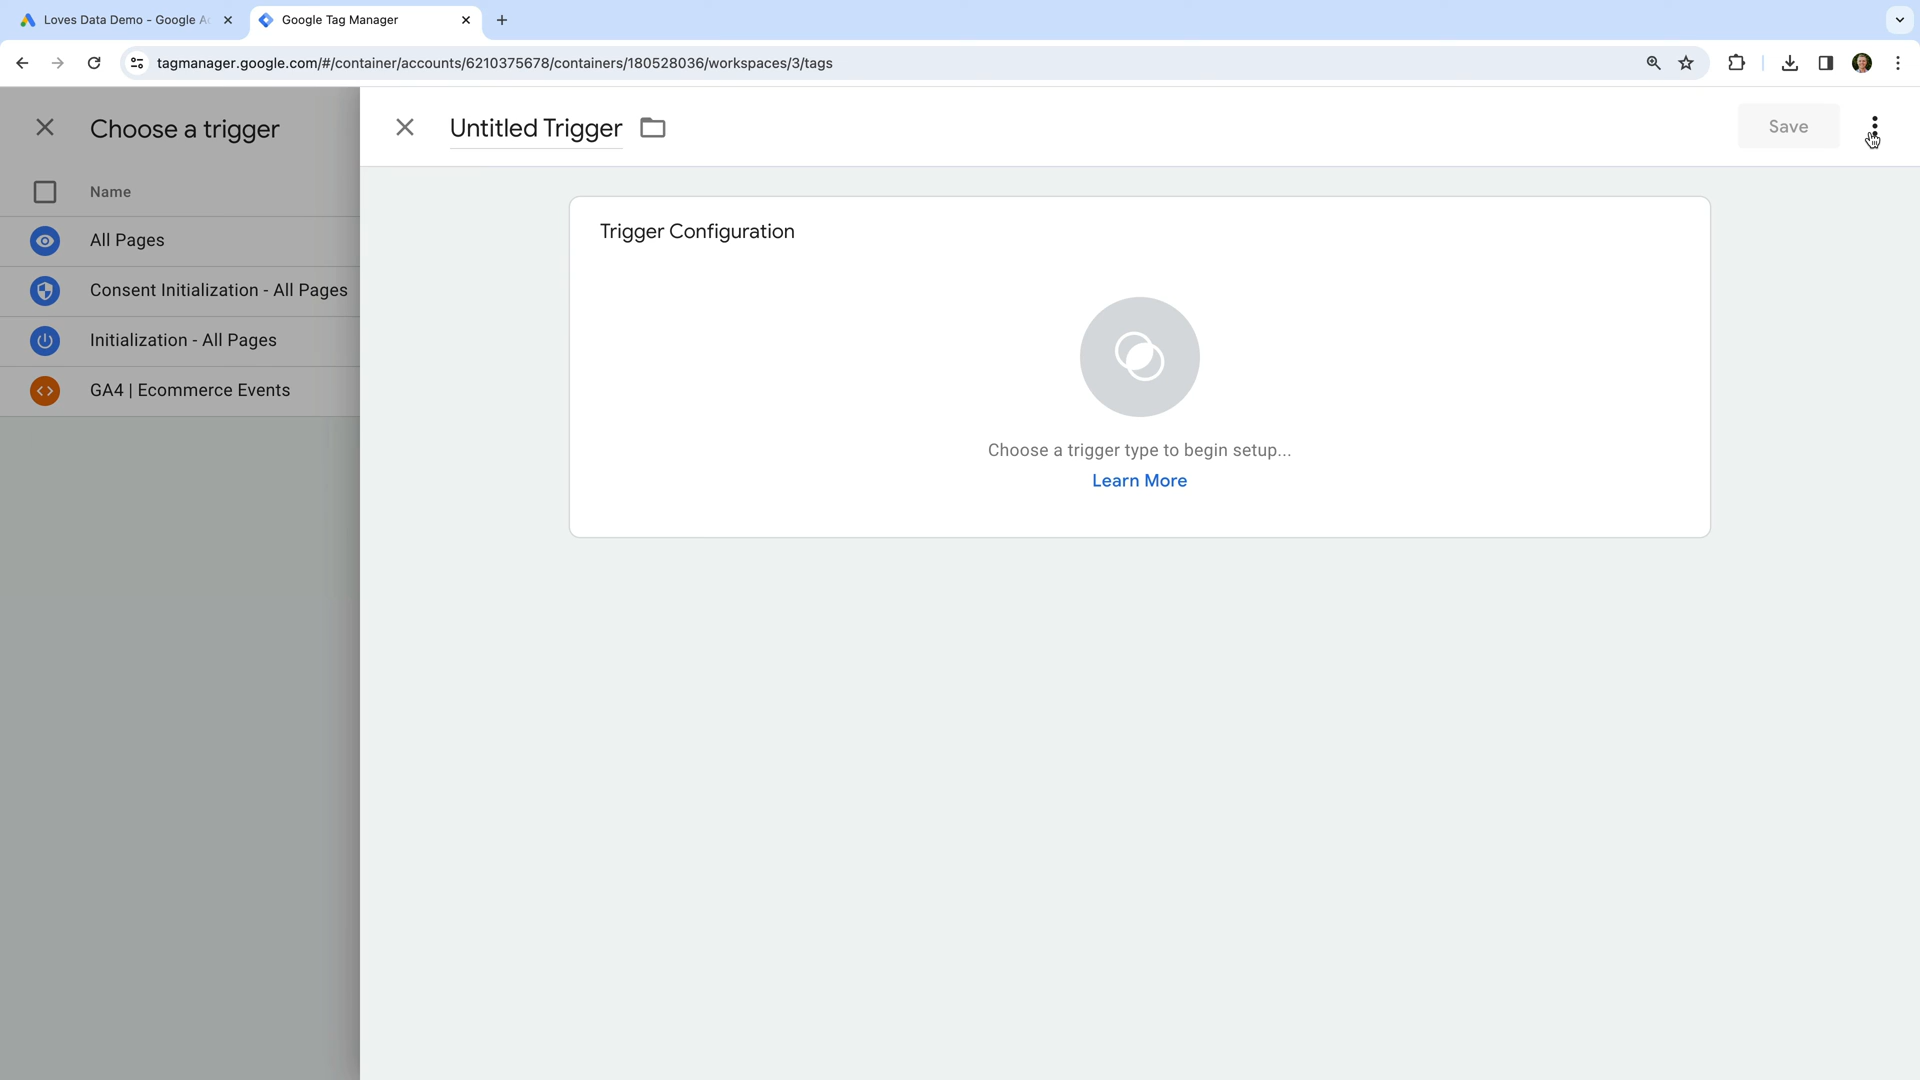 Loves Data Demo - Google A
Google Tag Manager
tagmanager.google.com/#/container/accounts/6210375678/containers/180528036/workspaces/3/tags
Choose a trigger
Name
All Pages
Consent Initialization - All Pages
Initialization - All Pages
GA4 | Ecommerce Events
Untitled Trigger
Save
Trigger Configuration
Choose a trigger type to begin setup...
Learn More